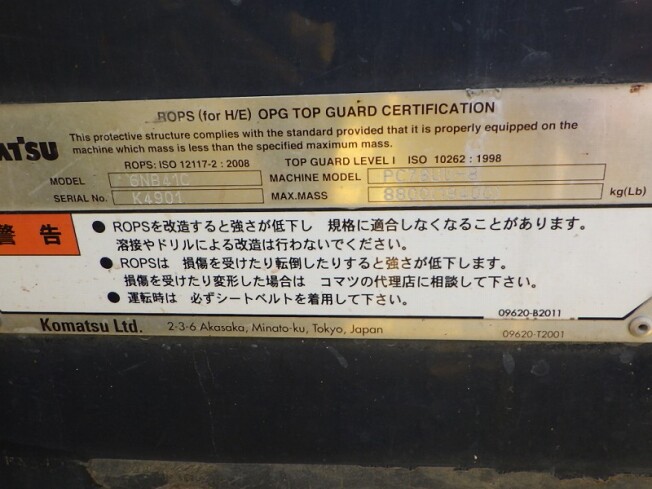 ROPS (for H/E) OPG TOP GUARD CERTIFICATION
This protective structure complies with the standard provided that it is properly equipped on the
machine which mass is less than the specified maximum mass.
ATSU
ROPS: ISO 12117-2 : 2008 TOP GUARD LEVEL I ISO 10262 : 1998
MODEL 6NB41C MACHINE MODEL
SERIAL No. K4901 MAX.MASS kg(Lb)
警告
● ROPSを改造すると強さが低下し 規格に適合しなくなることがあります。
溶接やドリルによる改造は行わないでください。
● ROPSは 損傷を受けたり転倒したりすると強さが低下します。
損傷を受けたり変形した場合は コマツの代理店に相談して下さい。
● 運転時は 必ずシートベルトを着用して下さい。
09620-B2011
Komatsu Ltd. 2-3-6 Akasaka, Minato-ku, Tokyo, Japan 09620-T2001